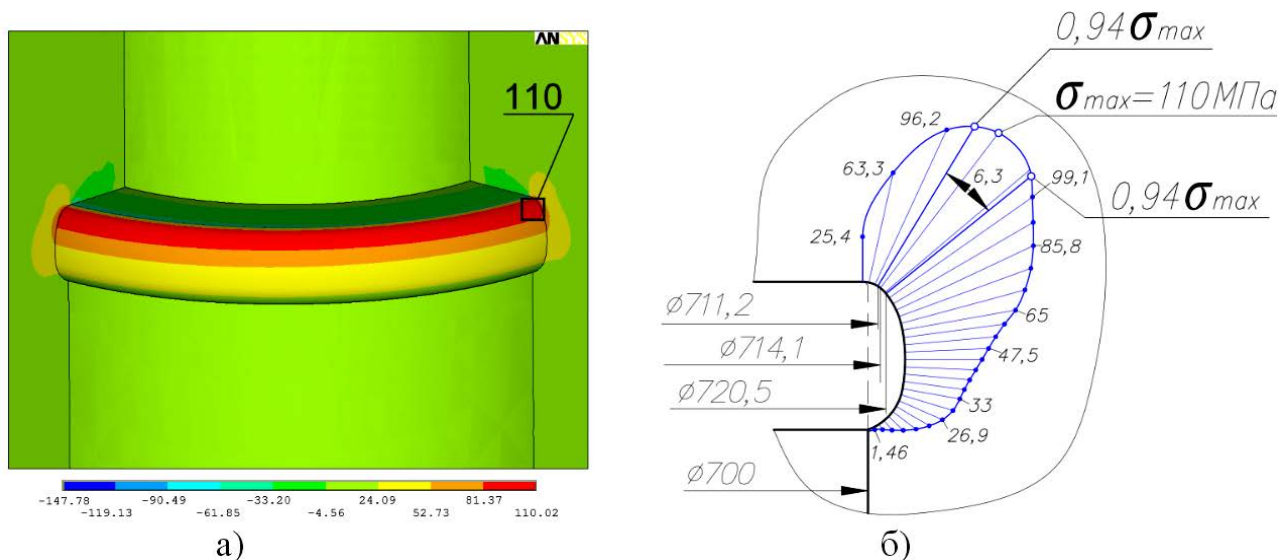 AN
110
-147.78 -90.49 -33.20 24.09 81.37
-119.13 -61.85 -4.56 52.73 110.02
а)
0,94σmax
σmax=110МПа
96,2
63,3
6,3
99,1
0,94σmax
25,4
85,8
ø711,2
65
ø714,1
47,5
ø720,5
33
26,9
1,46
ø700
б)